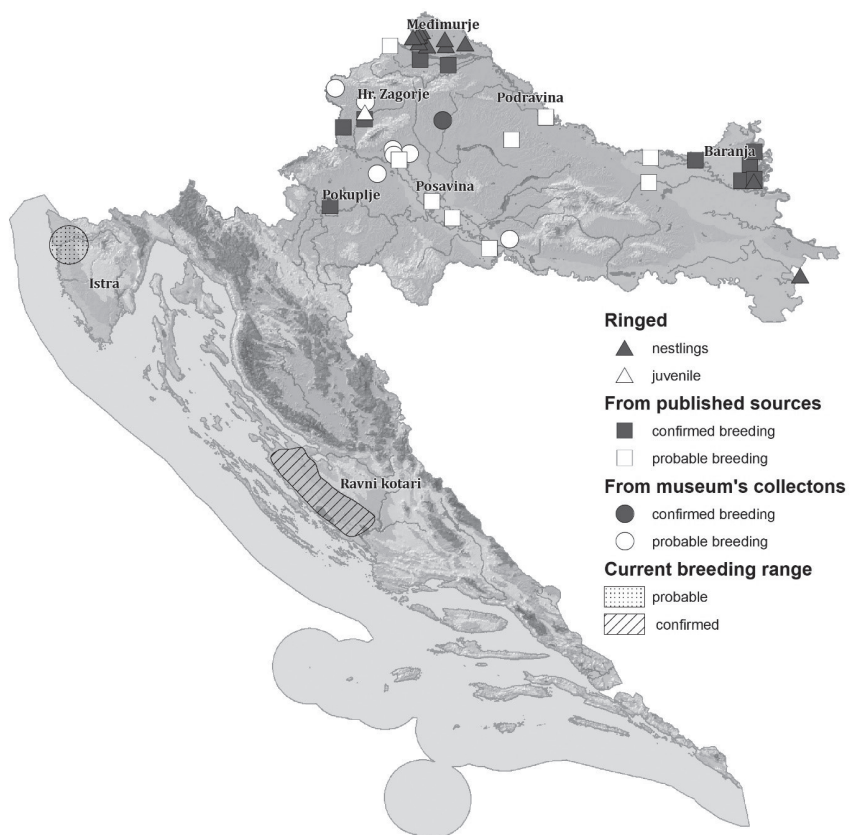 Međimurje
Hr. Zagorje
Podravina
Baranja
Pokuplje
Posavina
Istra
Ravni kotari
Ringed
nestlings
juvenile
From published sources
confirmed breeding
probable breeding
From museum's collectons
confirmed breeding
probable breeding
Current breeding range
probable
confirmed